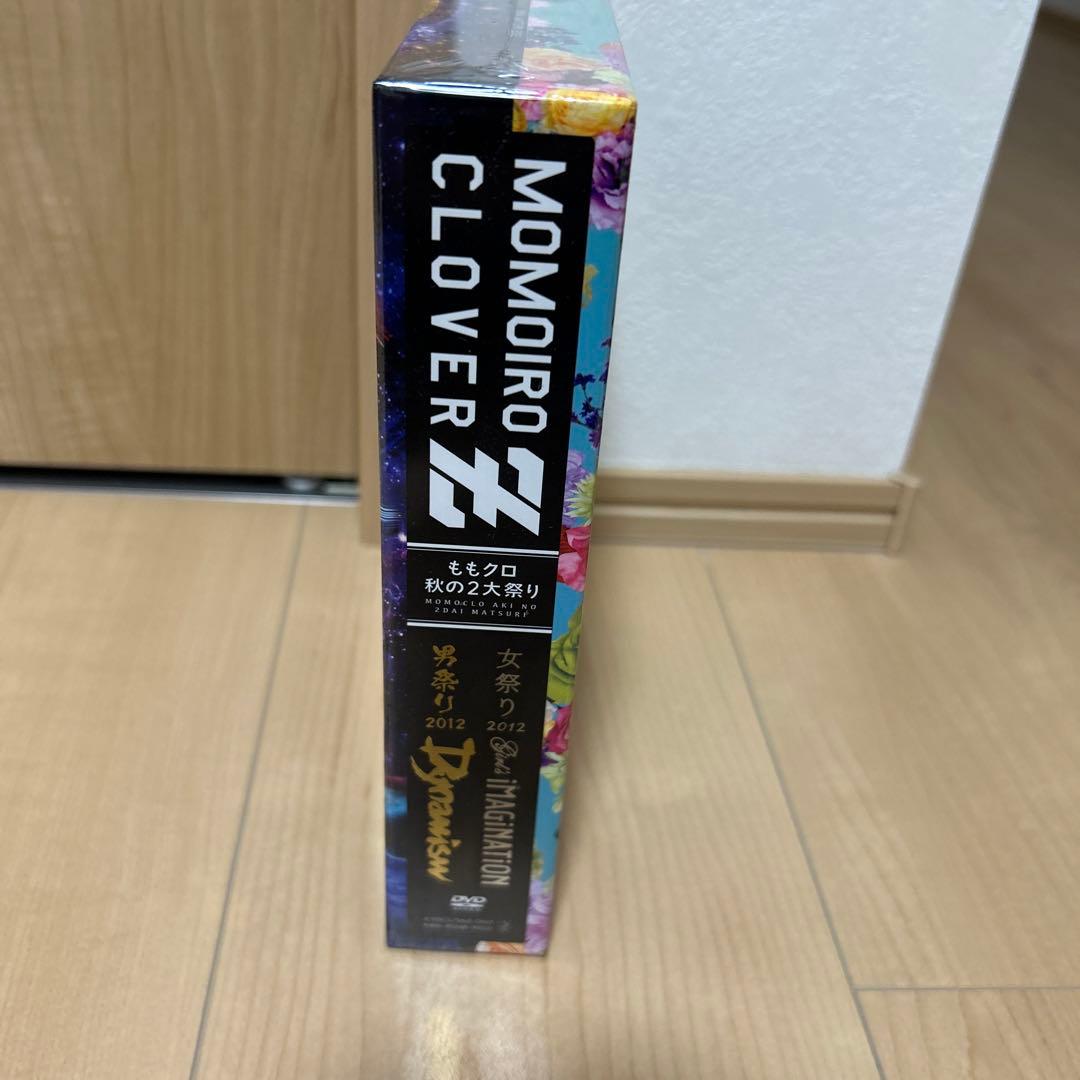 MOMOIRO
CLOVER Z
ももクロ
秋の2大祭り
MOMOCLO AKI NO
2DAI MATSURI
女祭り
2012
Girl's iMAGiNATiON
男祭り
2012
Dynamism
DVD